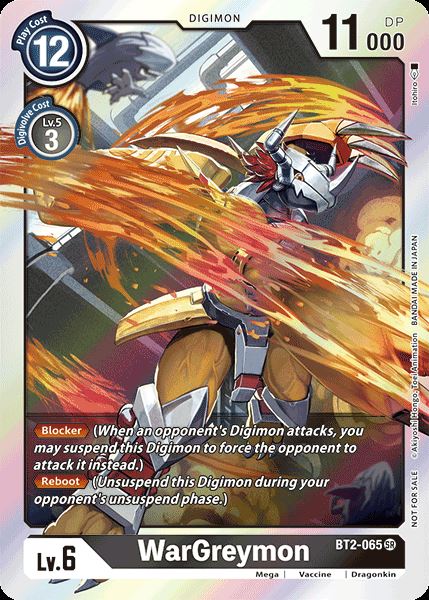 Play Cost
12
DIGIMON
11000
DP
Digivolve Cost
Lv.5
3
Itohiro
©Akiyoshi Hongo, Toei Animation BANDAI MADE IN JAPAN
NOT FOR SALE
Blocker (When an opponent's Digimon attacks, you
may suspend this Digimon to force the opponent to
attack it instead.)
Reboot (Unsuspend this Digimon during your
opponent's unsuspend phase.)
Lv.6
WarGreymon
BT2-065 SR
Mega | Vaccine | Dragonkin